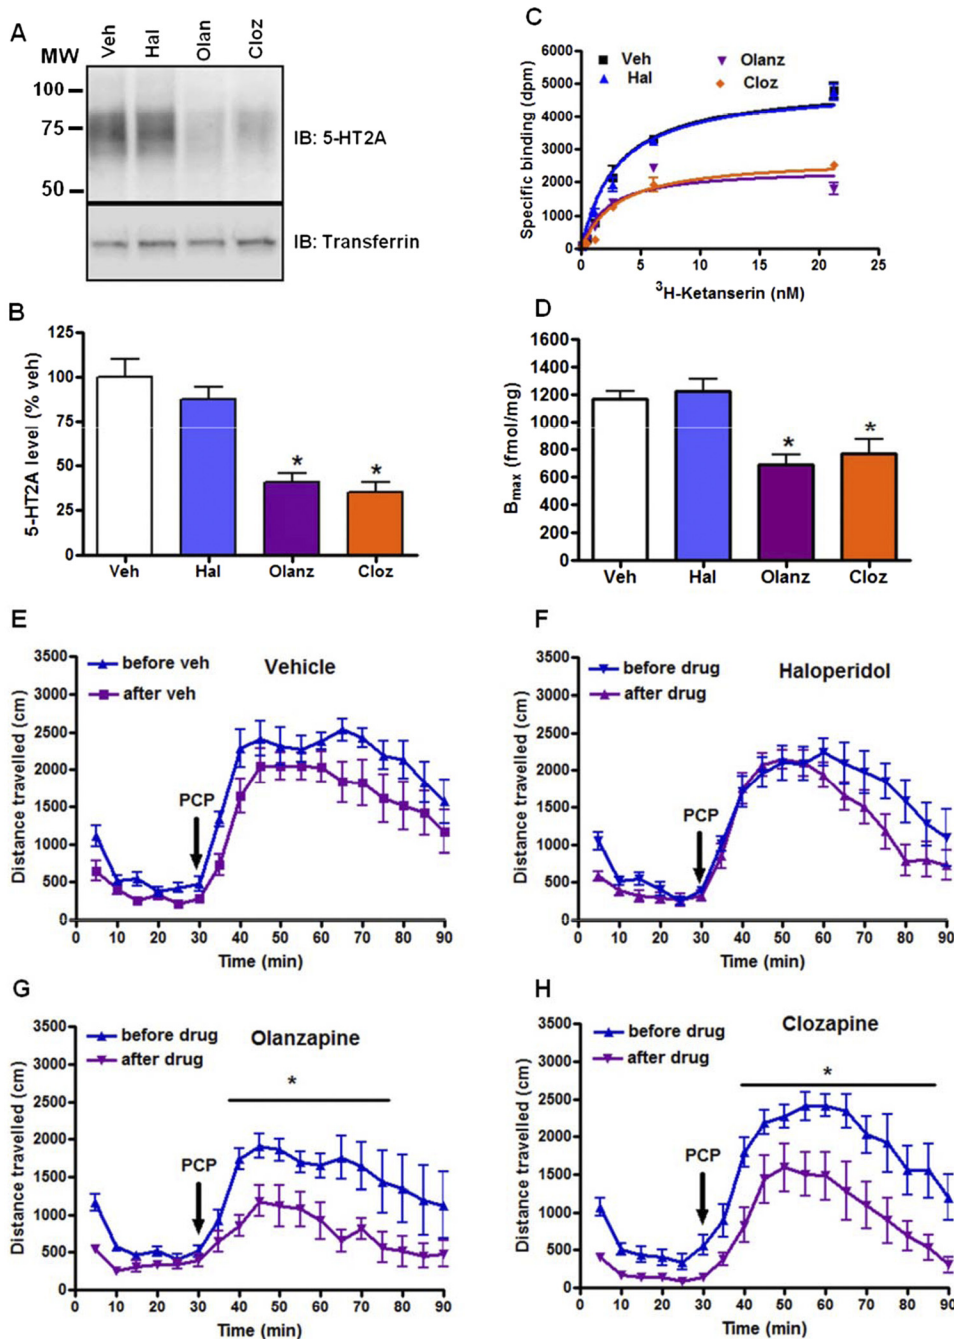 A
Veh Hal Olan Cloz
MW
100
75
50
IB: 5-HT2A
IB: Transferrin
B
5-HT2A level (% veh)
125
100
75
50
25
0
Veh Hal Olanz Cloz
*
*
C
Specific binding (dpm)
6000
5000
4000
3000
2000
1000
0
Veh
Hal
Olanz
Cloz
0 5 10 15 20 25
³H-Ketanserin (nM)
D
Bmax (fmol/mg)
1600
1400
1200
1000
800
600
400
200
0
*
*
Veh Hal Olanz Cloz
E
Vehicle
before veh
after veh
PCP
Distance travelled (cm)
3500
3000
2500
2000
1500
1000
500
0
0 10 20 30 40 50 60 70 80 90
Time (min)
F
Haloperidol
before drug
after drug
PCP
Distance travelled (cm)
3500
3000
2500
2000
1500
1000
500
0
0 10 20 30 40 50 60 70 80 90
Time (min)
G
Olanzapine
before drug
after drug
*
PCP
Distance travelled (cm)
3500
3000
2500
2000
1500
1000
500
0
0 10 20 30 40 50 60 70 80 90
Time (min)
H
Clozapine
before drug
after drug
*
PCP
Distance travelled (cm)
3500
3000
2500
2000
1500
1000
500
0
0 10 20 30 40 50 60 70 80 90
Time (min)